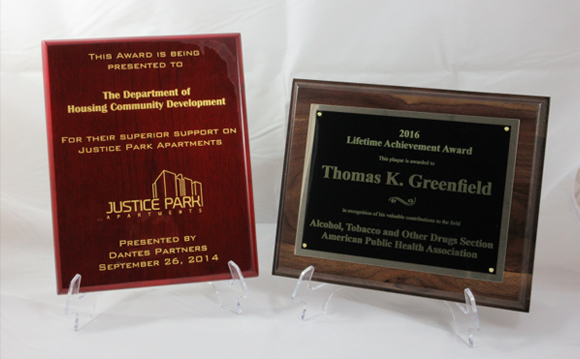 This Award is being
presented to
The Department of
Housing Community Development
For their superior support on
Justice Park Apartments
JUSTICE PARK
APARTMENTS
Presented by
Dantes Partners
September 26, 2014
2016
Lifetime Achievement Award
This plaque is awarded to
Thomas K. Greenfield
in recognition of his valuable contributions to the field
Alcohol, Tobacco and Other Drugs Section
American Public Health Association